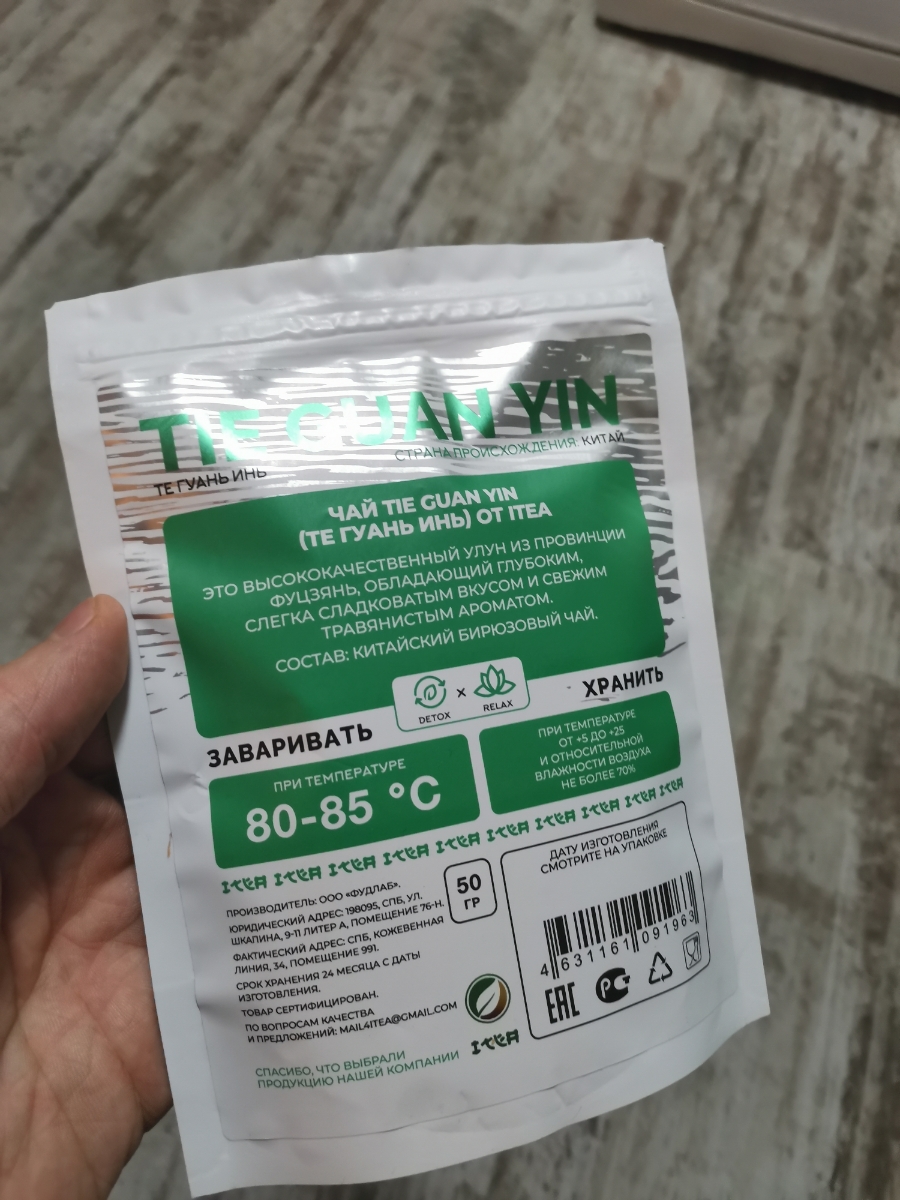 TIE GUAN YIN
ТЕ ГУАНЬ ИНЬ
СТРАНА ПРОИСХОЖДЕНИЯ: КИТАЙ
ЧАЙ TIE GUAN YIN
(ТЕ ГУАНЬ ИНЬ) ОТ ITEA
ЭТО ВЫСОКОКАЧЕСТВЕННЫЙ УЛУН ИЗ ПРОВИНЦИИ
ФУЦЗЯНЬ, ОБЛАДАЮЩИЙ ГЛУБОКИМ,
СЛЕГКА СЛАДКОВАТЫМ ВКУСОМ И СВЕЖИМ
ТРАВЯНИСТЫМ АРОМАТОМ.
СОСТАВ: КИТАЙСКИЙ БИРЮЗОВЫЙ ЧАЙ.
DETOX
x
RELAX
ЗАВАРИВАТЬ
ПРИ ТЕМПЕРАТУРЕ
80-85 °C
ХРАНИТЬ
ПРИ ТЕМПЕРАТУРЕ
ОТ +5 ДО +25
И ОТНОСИТЕЛЬНОЙ
ВЛАЖНОСТИ ВОЗДУХА
НЕ БОЛЕЕ 70%
ITEA ITEA ITEA ITEA ITEA ITEA ITEA ITEA ITEA ITEA
ПРОИЗВОДИТЕЛЬ: ООО «ФУДЛАБ».
ЮРИДИЧЕСКИЙ АДРЕС: 198095, СПБ, УЛ.
ШКАПИНА, 9-11 ЛИТЕР А, ПОМЕЩЕНИЕ 76-Н.
ФАКТИЧЕСКИЙ АДРЕС: СПБ, КОЖЕВЕННАЯ
ЛИНИЯ, 34, ПОМЕЩЕНИЕ 991.
СРОК ХРАНЕНИЯ 24 МЕСЯЦА С ДАТЫ
ИЗГОТОВЛЕНИЯ.
ТОВАР СЕРТИФИЦИРОВАН.
ПО ВОПРОСАМ КАЧЕСТВА
И ПРЕДЛОЖЕНИЙ: MAIL4ITEA@GMAIL.COM
СПАСИБО, ЧТО ВЫБРАЛИ
ПРОДУКЦИЮ НАШЕЙ КОМПАНИИ
ITEA
50
ГР
ДАТУ ИЗГОТОВЛЕНИЯ
СМОТРИТЕ НА УПАКОВКЕ
4 631161 091963
EAC